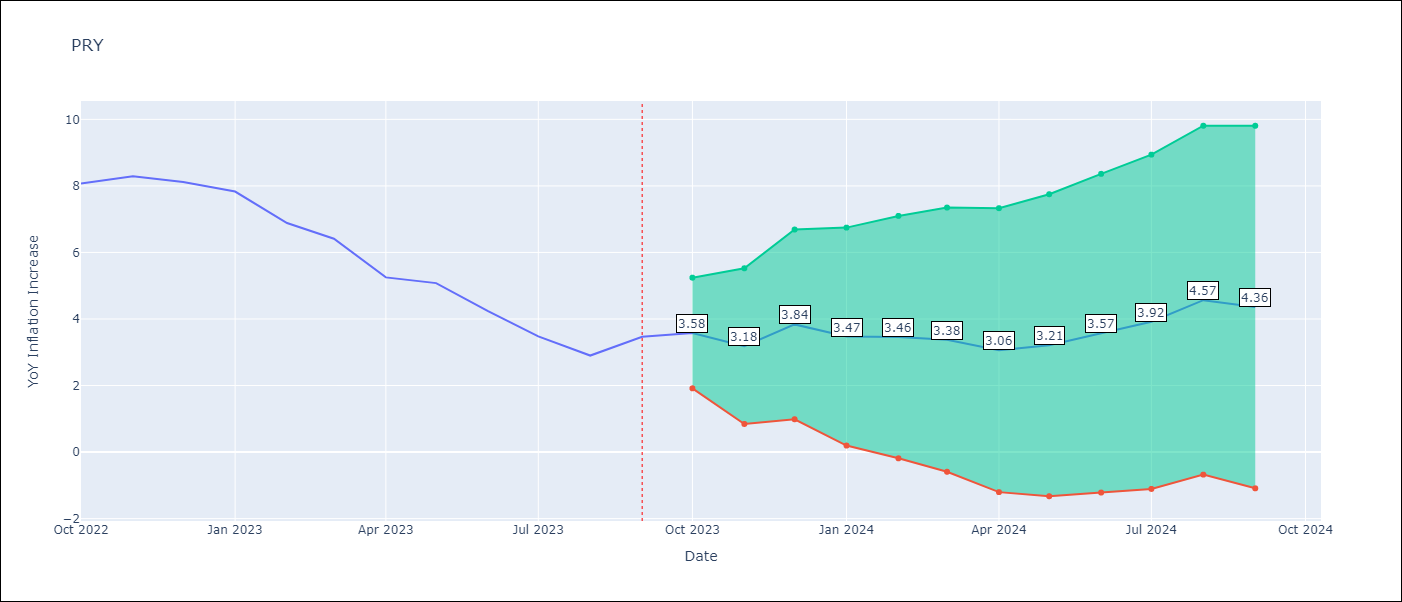 PRY
YoY Inflation Increase
10
8
6
4
2
0
−2
3.58
3.18
3.84
3.47
3.46
3.38
3.06
3.21
3.57
3.92
4.57
4.36
Oct 2022
Jan 2023
Apr 2023
Jul 2023
Oct 2023
Jan 2024
Apr 2024
Jul 2024
Oct 2024
Date